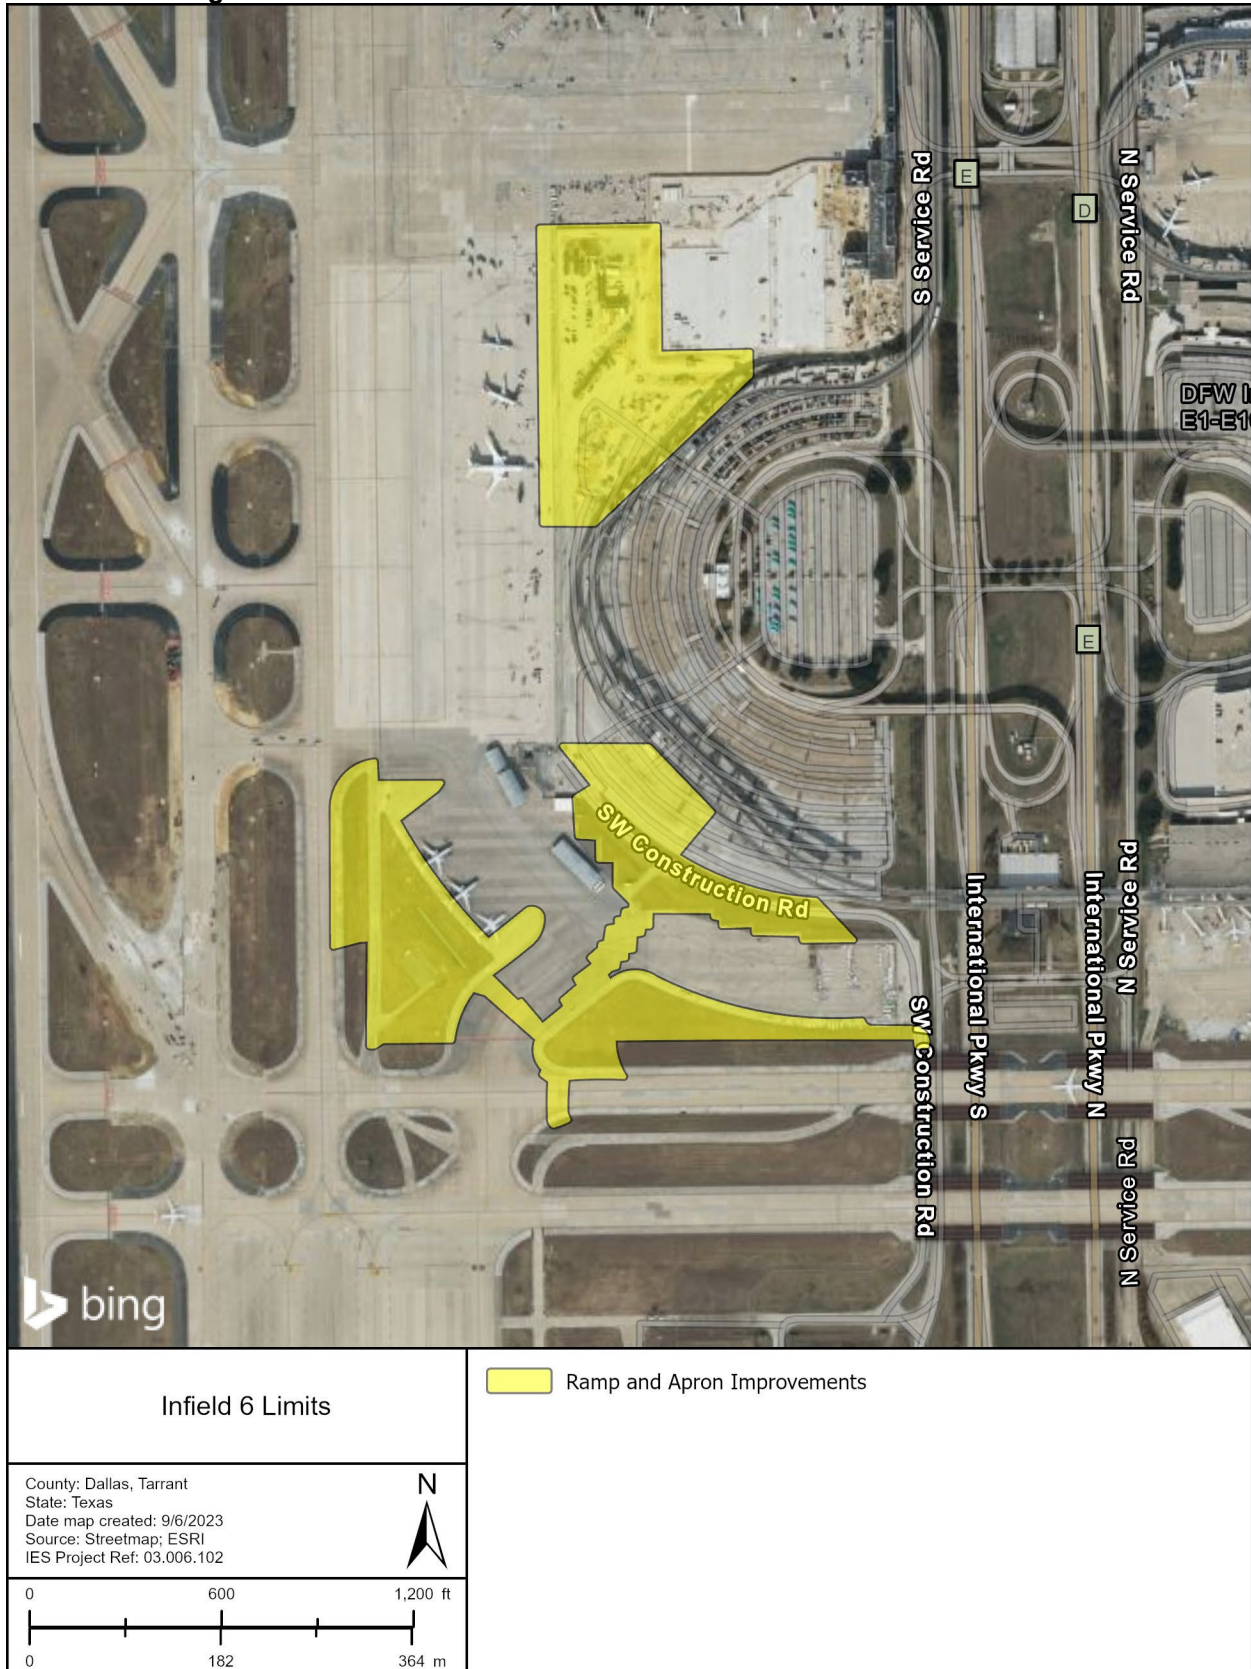 S Service Rd
E
D
N Service Rd
DFW I
E1-E1
E
SW Construction Rd
International Pkwy S
International Pkwy N
N Service Rd
SW Construction Rd
N Service Rd
bing
Infield 6 Limits
Ramp and Apron Improvements
County: Dallas, Tarrant
State: Texas
Date map created: 9/6/2023
Source: Streetmap; ESRI
IES Project Ref: 03.006.102
N
0 600 1,200 ft
0 182 364 m